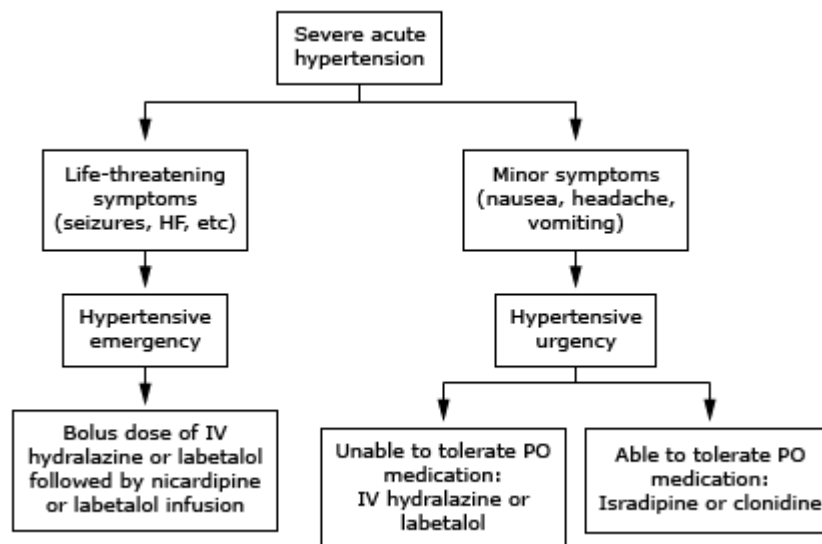 Severe acute
hypertension
Life-threatening
symptoms
(seizures, HF, etc)
Minor symptoms
(nausea, headache,
vomiting)
Hypertensive
emergency
Hypertensive
urgency
Bolus dose of IV
hydralazine or labetalol
followed by nicardipine
or labetalol infusion
Unable to tolerate PO
medication:
IV hydralazine or
labetalol
Able to tolerate PO
medication:
Isradipine or clonidine